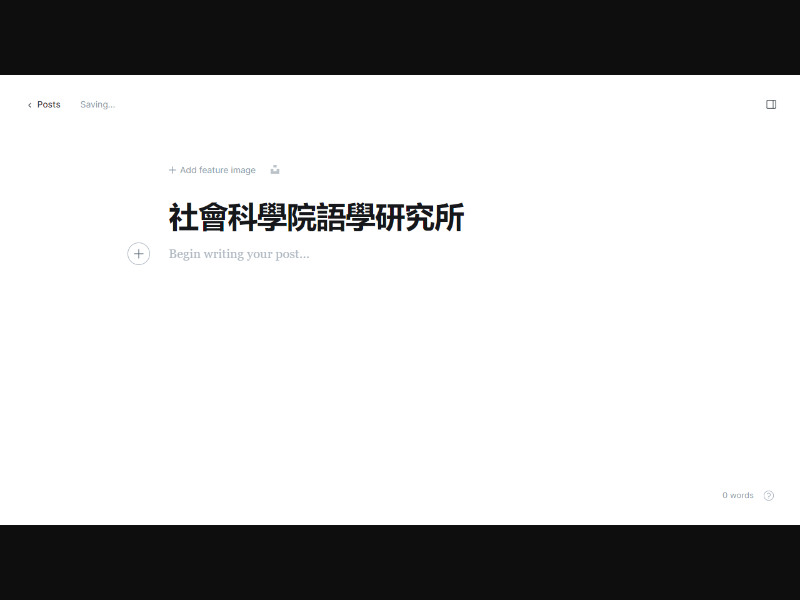 Posts Saving...
Add feature image
社會科學院語學研究所
Begin writing your post...
0 words ?